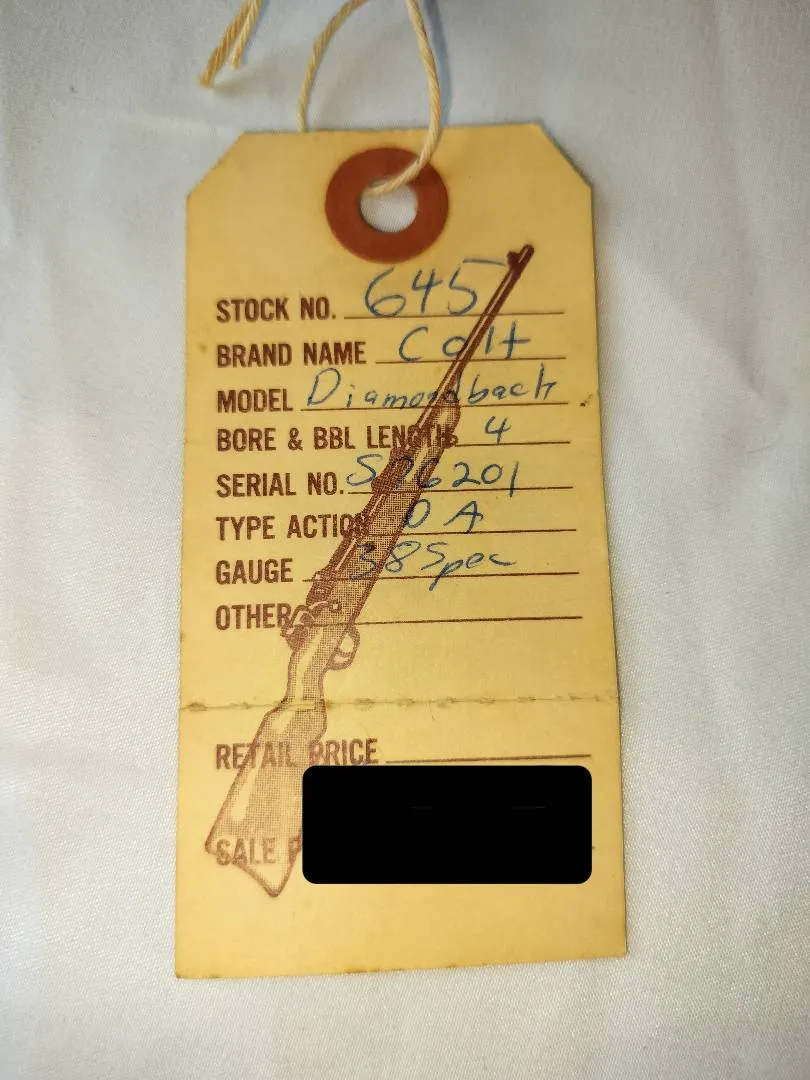 STOCK NO. 645
BRAND NAME Colt
MODEL Diamondback
BORE & BBL LENGTH 4
SERIAL NO.
TYPE ACTION DA
GAUGE 38 Spec
OTHER
RETAIL PRICE
SALE